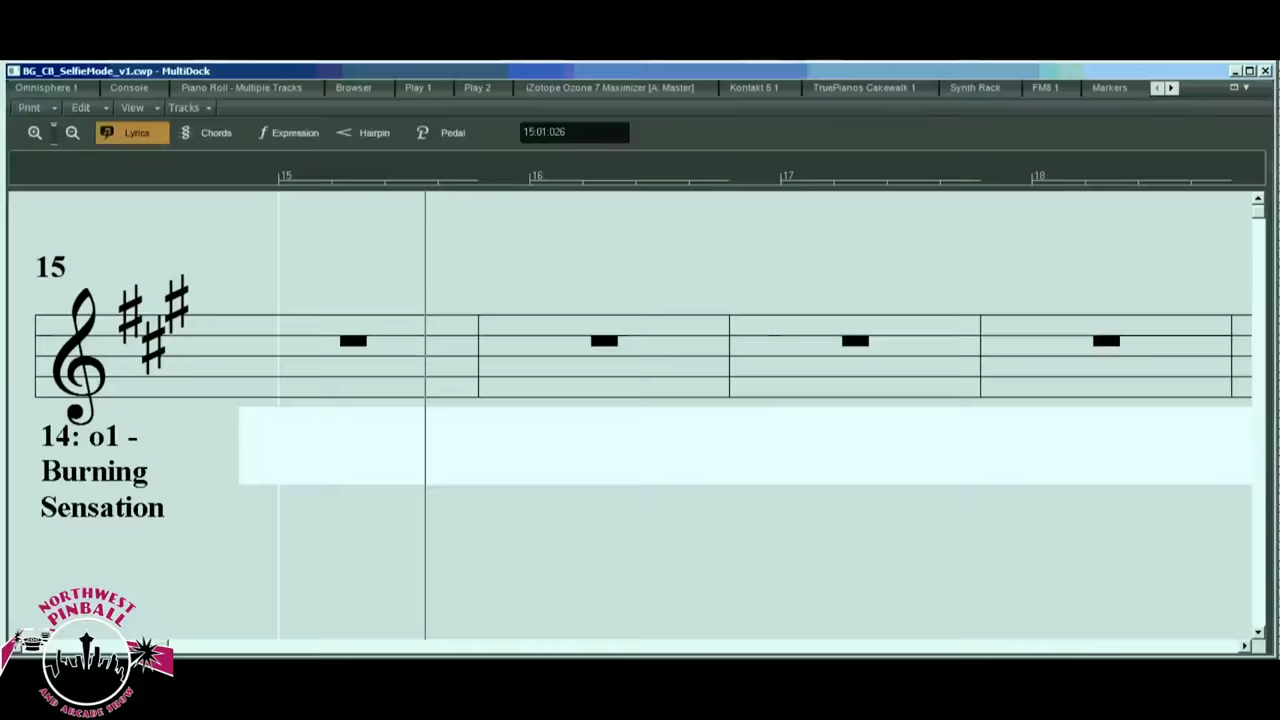 BG_CB_SelfieMode_v1.cwp - MultiDock
Omnisphere 1 Console Piano Roll - Multiple Tracks Browser Play 1 Play 2 iZotope Ozone 7 Maximizer [A. Master] Kontakt 5 1 TruePianos Cakewalk 1 Synth Rack FM8 1 Markers
Print Edit View Tracks
Lyrics Chords Expression Hairpin Pedal 15:01:026
15 16 17 18
15
14: o1 -
Burning
Sensation
NORTHWEST
PINBALL
AND ARCADE SHOW